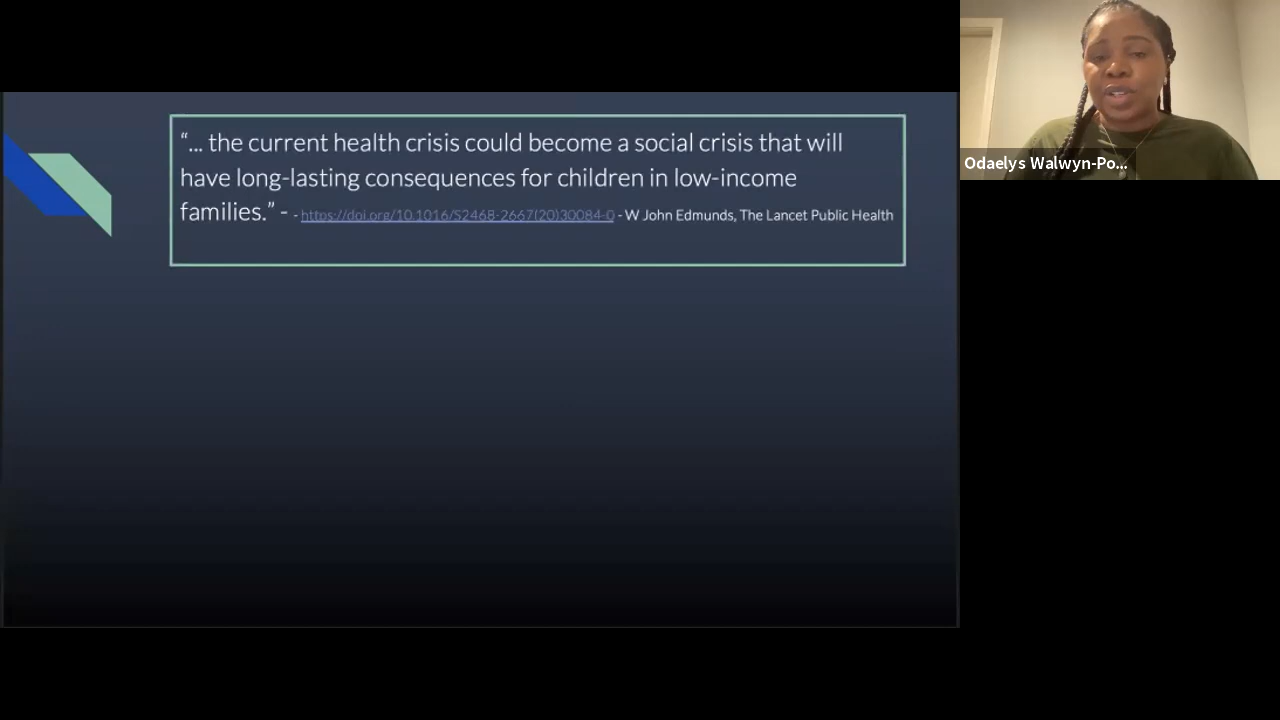 “... the current health crisis could become a social crisis that will
have long-lasting consequences for children in low-income
families.” - - https://doi.org/10.1016/S2468-2667(20)30084-0 - W John Edmunds, The Lancet Public Health
Odaelys Walwyn-Po...